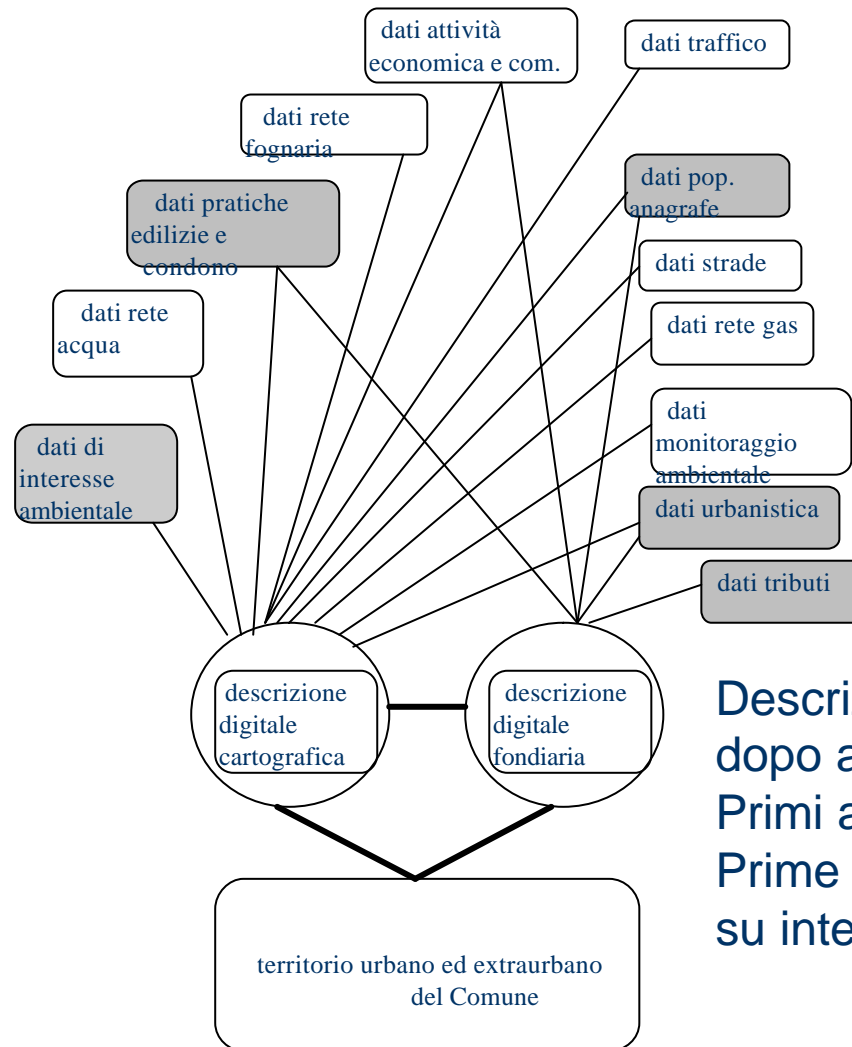 dati attività
economica e com.
dati traffico
dati rete
fognaria
dati pop.
anagrafe
dati pratiche
edilizie e
condono
dati strade
dati rete
acqua
dati rete gas
dati
monitoraggio
ambientale
dati di
interesse
ambientale
dati urbanistica
dati tributi
descrizione
digitale
cartografica
descrizione
digitale
fondiaria
Descri
dopo a
Primi a
Prime
su inte
territorio urbano ed extraurbano
del Comune